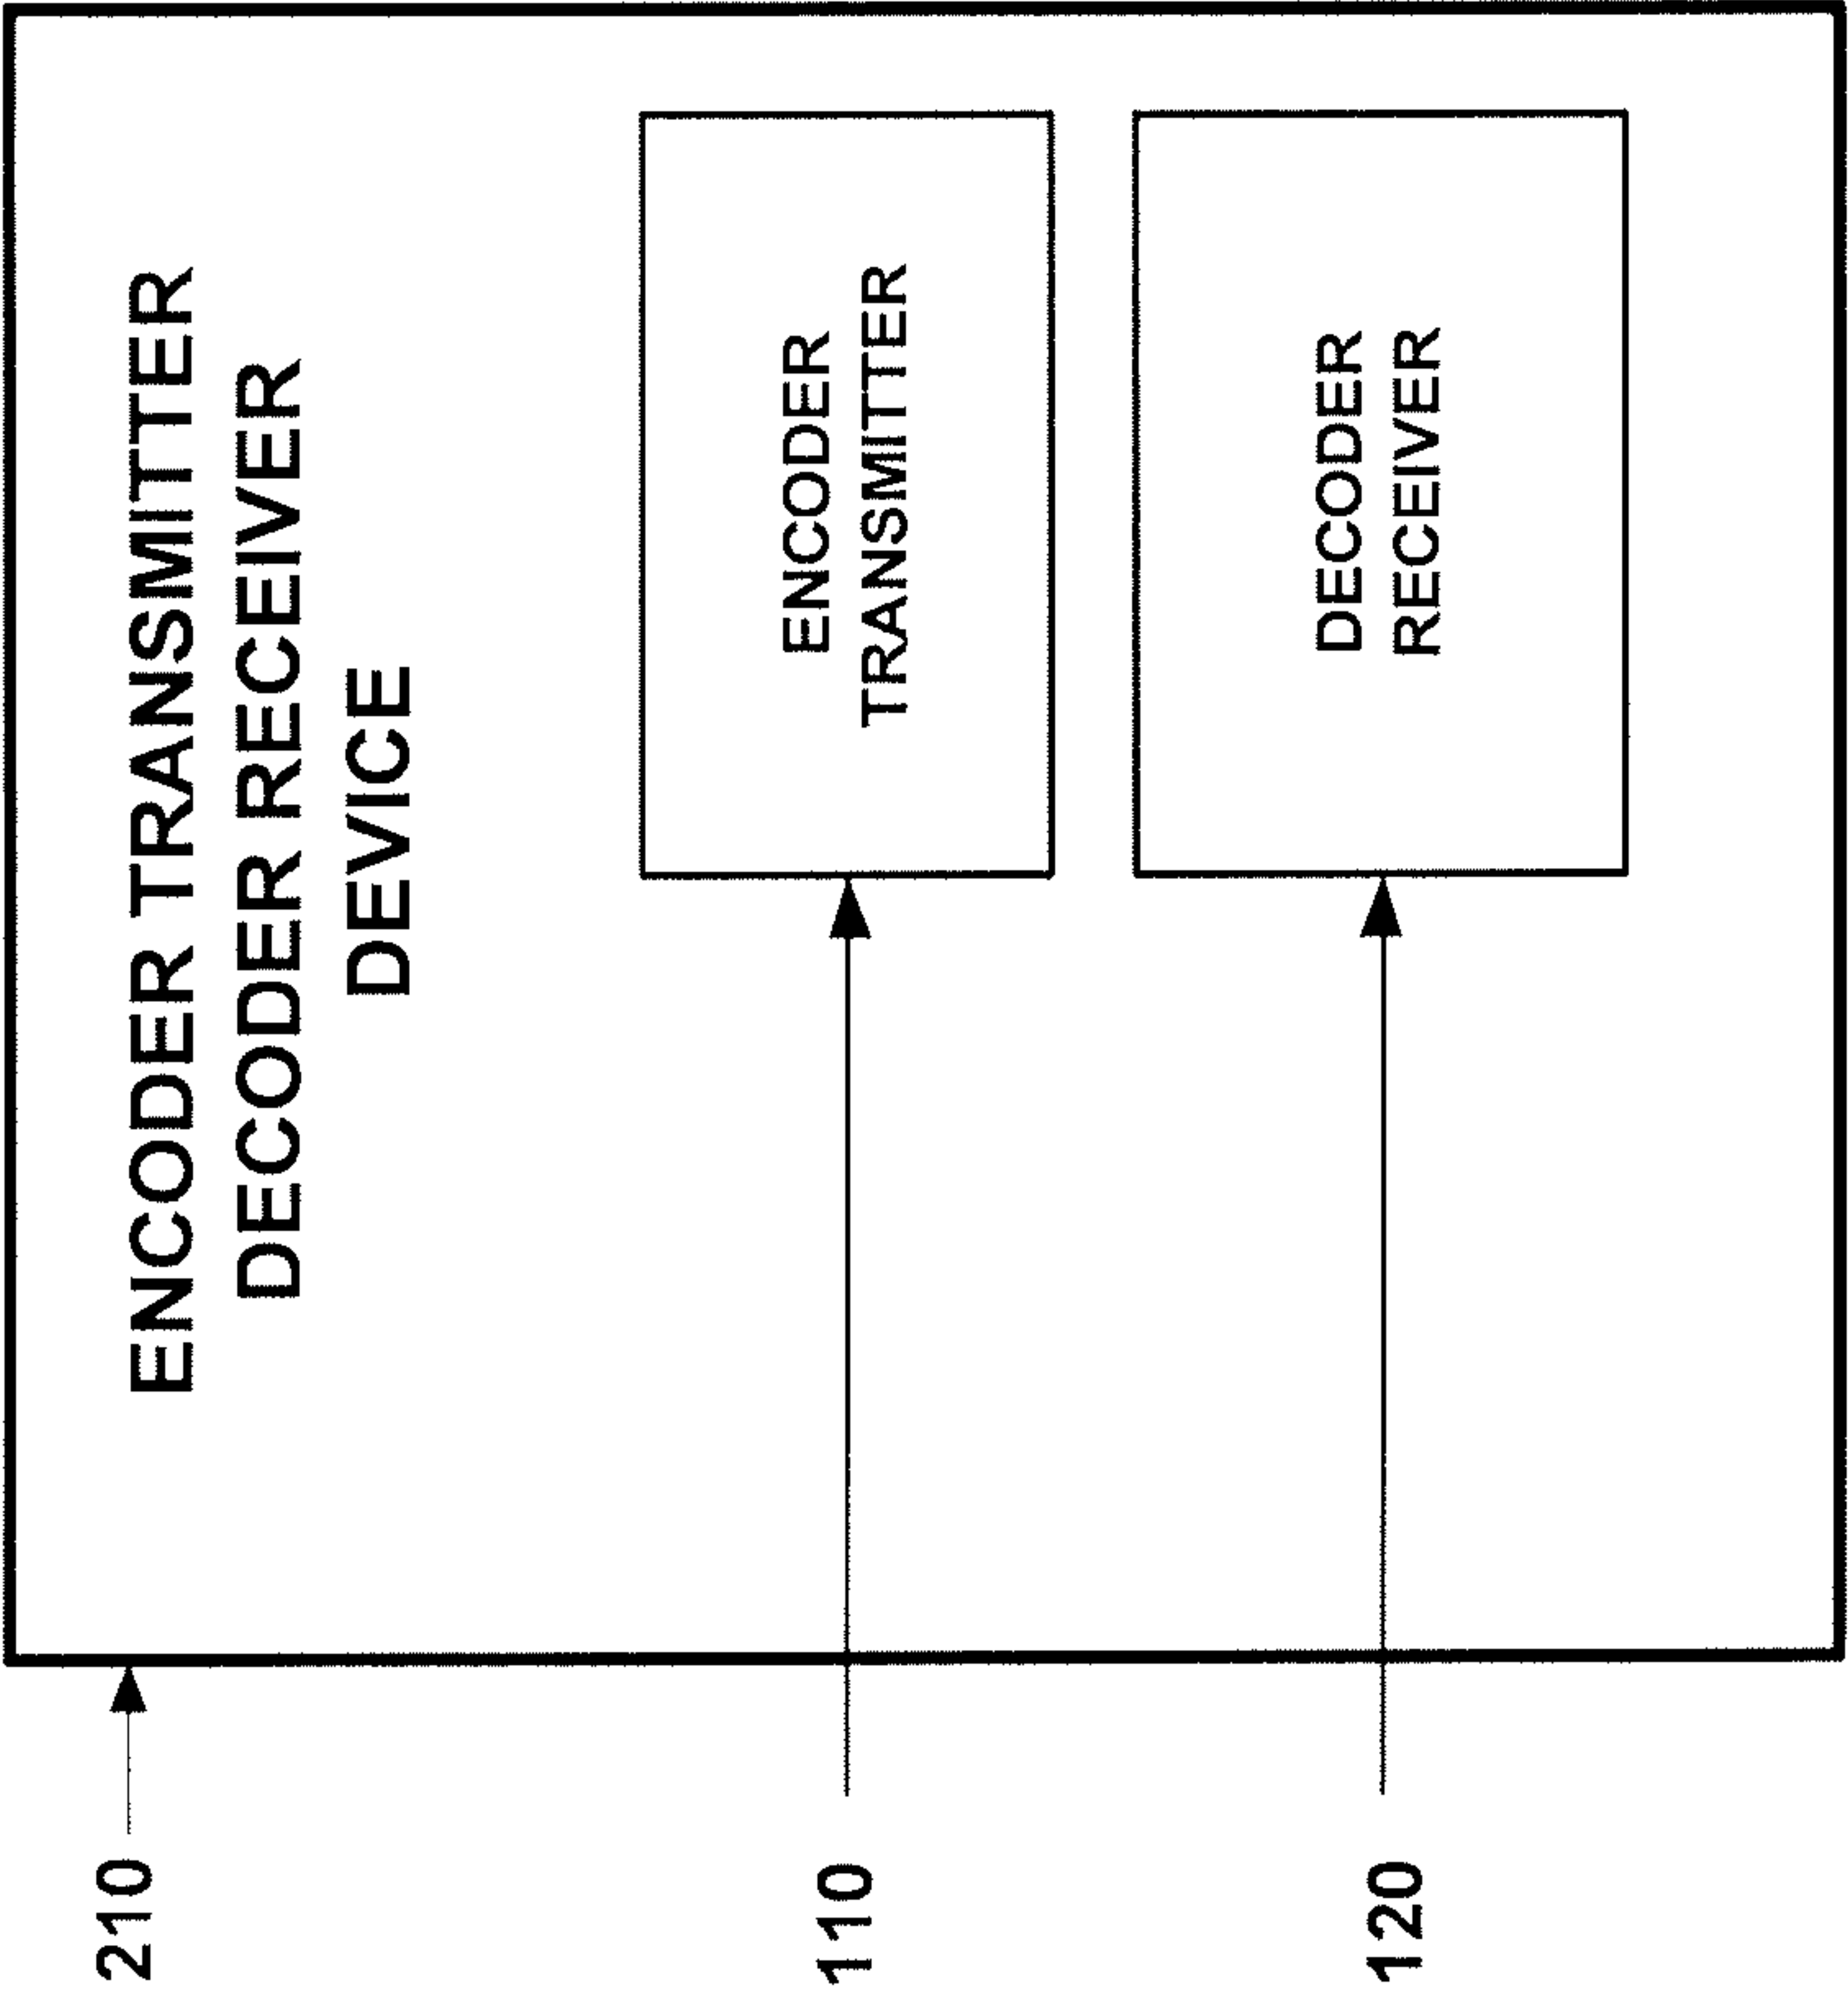 210
ENCODER TRANSMITTER
DECODER RECEIVER
DEVICE
110
ENCODER
TRANSMITTER
120
DECODER
RECEIVER